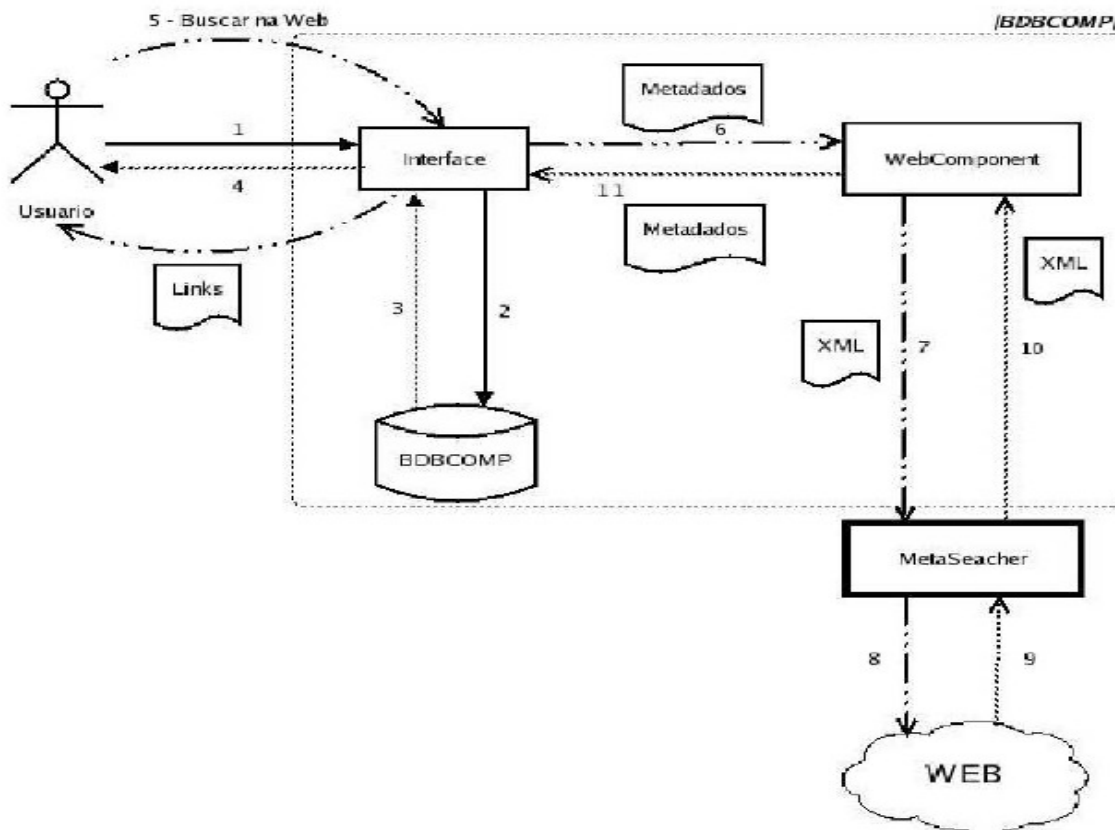 5 - Buscar na Web
|BDBCOMP|
Metadados
1
6
Interface
WebComponent
4
11
Usuario
Metadados
XML
Links
3
2
XML
7
10
BDBCOMP
MetaSeacher
8
9
WEB